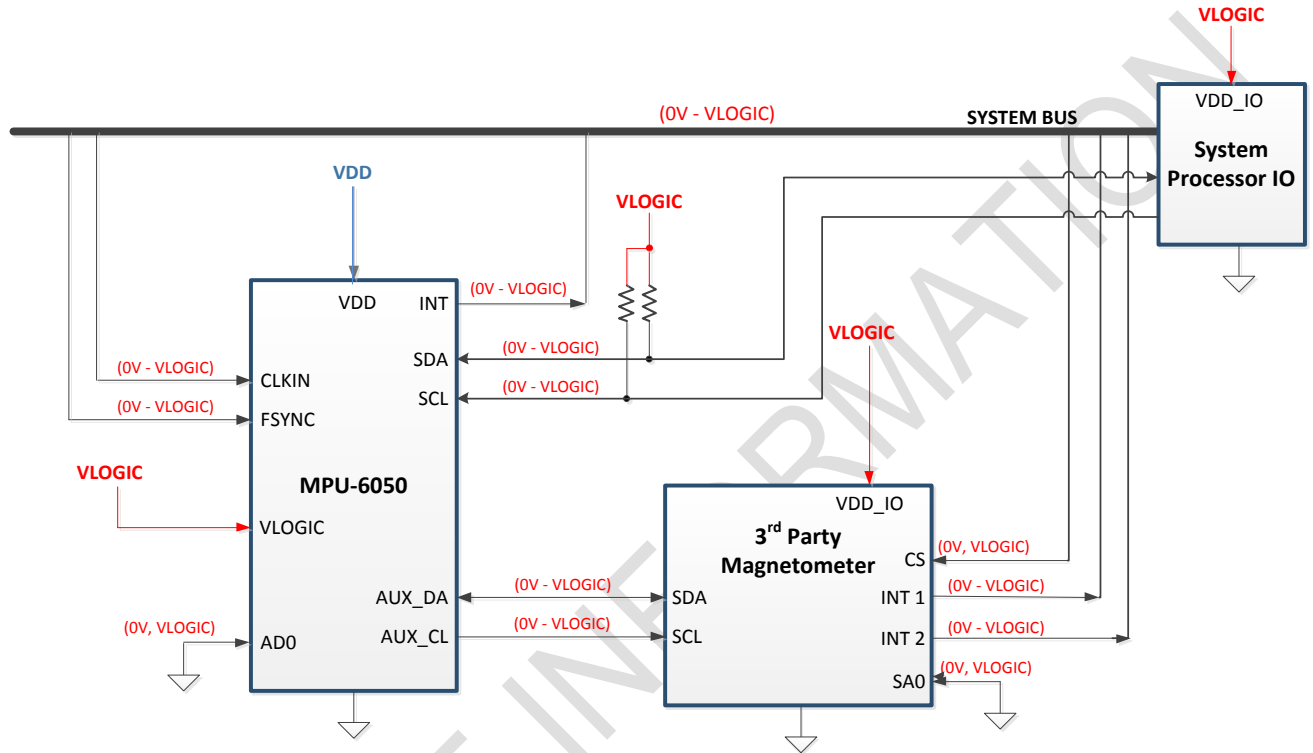 VLOGIC
VDD_IO
System
Processor IO
(0V - VLOGIC)
SYSTEM BUS
VDD
VLOGIC
VDD
INT
(0V - VLOGIC)
SDA
(0V - VLOGIC)
SCL
(0V - VLOGIC)
(0V - VLOGIC)
CLKIN
(0V - VLOGIC)
FSYNC
VLOGIC
VLOGIC
MPU-6050
VLOGIC
AUX_DA
(0V - VLOGIC)
AUX_CL
(0V - VLOGIC)
(0V, VLOGIC)
AD0
VDD_IO
3rd Party
Magnetometer
CS
(0V, VLOGIC)
SDA
INT 1
(0V - VLOGIC)
SCL
INT 2
(0V - VLOGIC)
SA0
(0V, VLOGIC)
INFORMATION